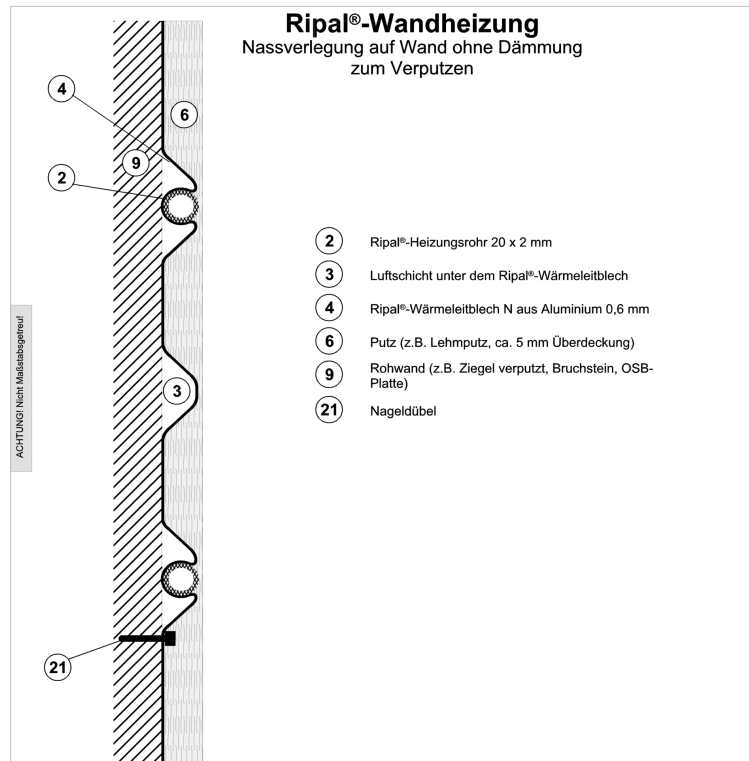 Ripal®-Wandheizung
Nassverlegung auf Wand ohne Dämmung
zum Verputzen
4
6
9
2
2 Ripal®-Heizungsrohr 20 x 2 mm
3 Luftschicht unter dem Ripal®-Wärmeleitblech
4 Ripal®-Wärmeleitblech N aus Aluminium 0,6 mm
6 Putz (z.B. Lehmputz, ca. 5 mm Überdeckung)
9 Rohwand (z.B. Ziegel verputzt, Bruchstein, OSB-
Platte)
21 Nageldübel
3
ACHTUNG! Nicht Maßstabsgetreu!
21